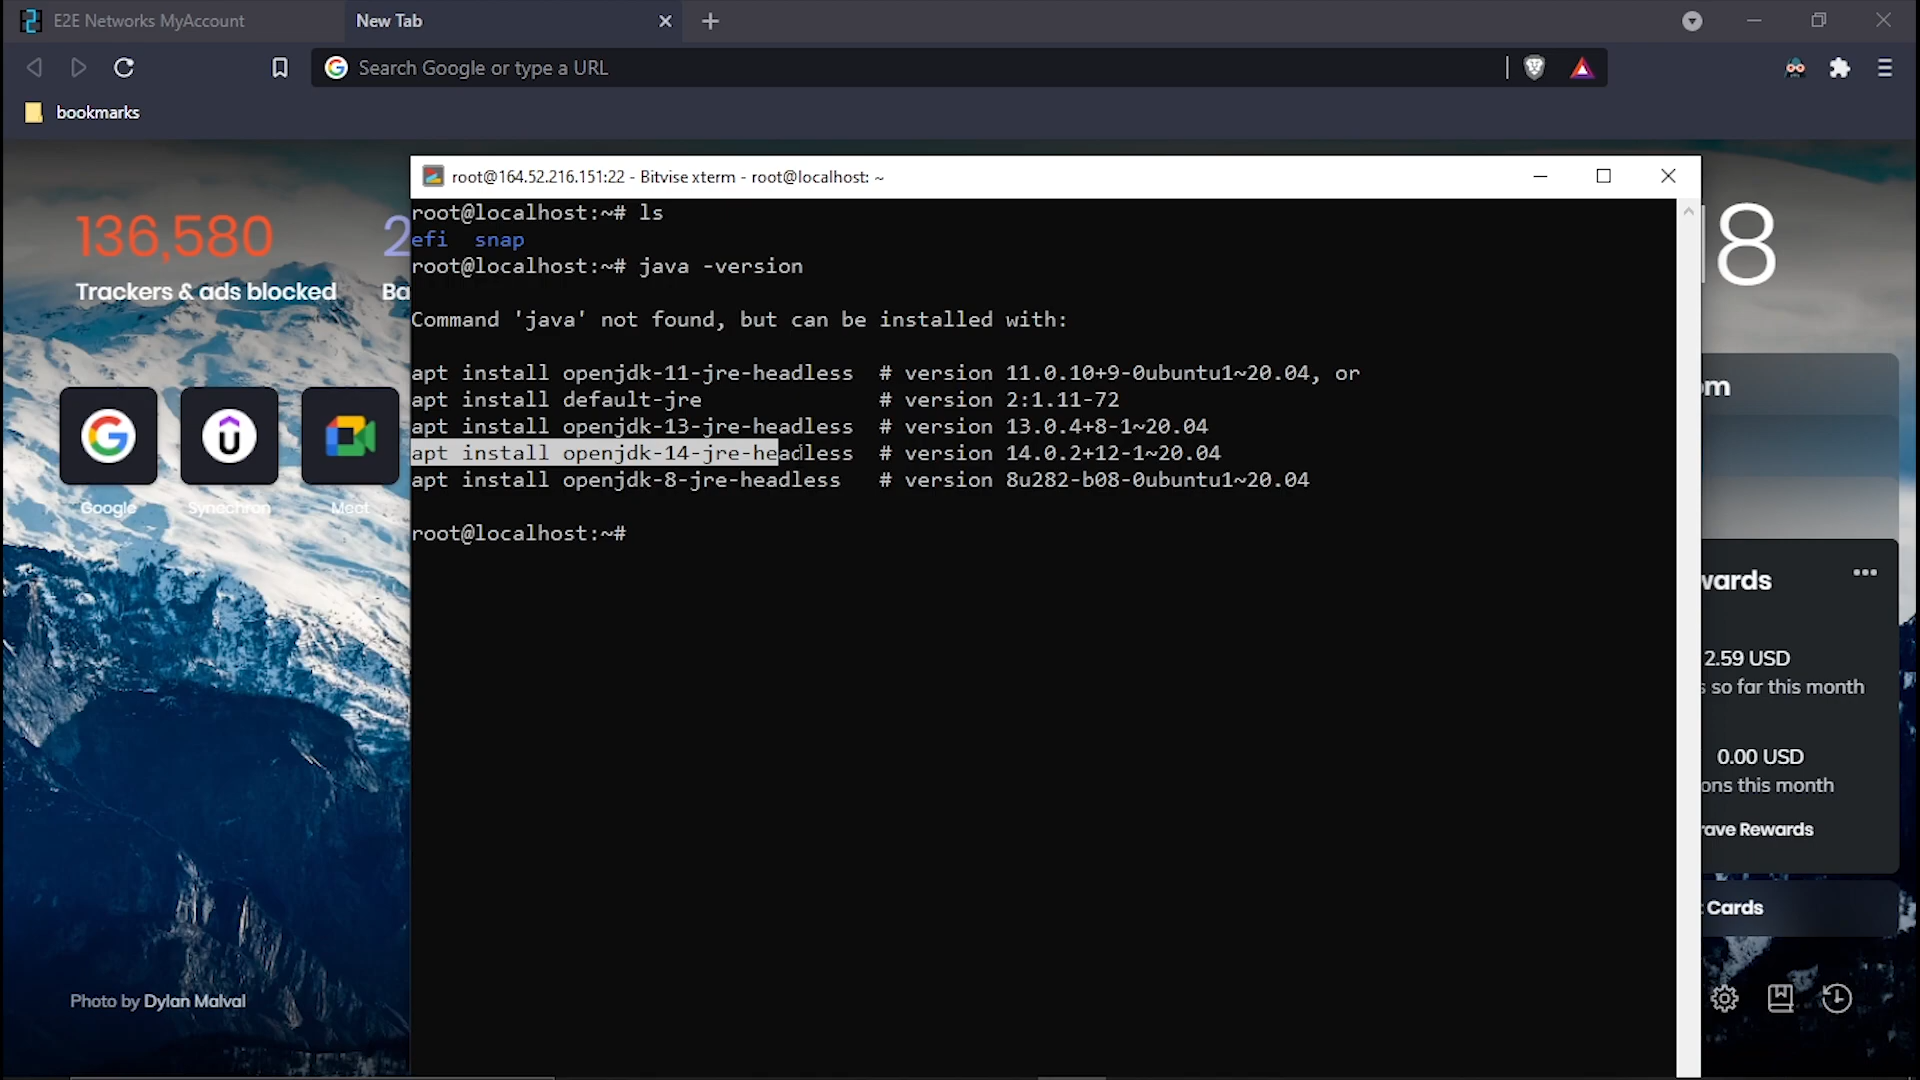 E2E Networks MyAccount
New Tab
Search Google or type a URL
bookmarks
root@164.52.216.151:22 - Bitvise xterm - root@localhost: ~
136,580
2
8
Trackers & ads blocked
Ba
root@localhost:~# ls
efi snap
root@localhost:~# java -version
Command 'java' not found, but can be installed with:
apt install openjdk-11-jre-headless # version 11.0.10+9-0ubuntu1~20.04, or
apt install default-jre # version 2:1.11-72
apt install openjdk-13-jre-headless # version 13.0.4+8-1~20.04
apt install openjdk-14-jre-headless # version 14.0.2+12-1~20.04
apt install openjdk-8-jre-headless # version 8u282-b08-0ubuntu1~20.04
root@localhost:~#
Google
Synechron
Meet
om
wards
2.59 USD
s so far this month
0.00 USD
ons this month
rave Rewards
Cards
Photo by Dylan Malval